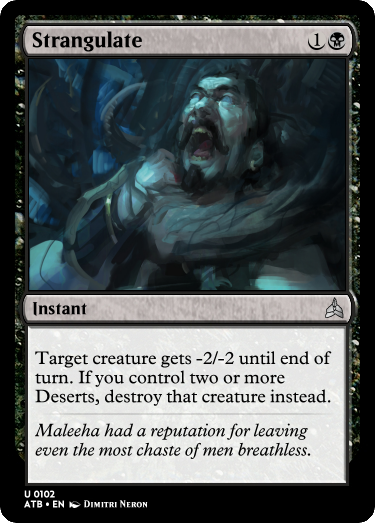 Strangulate 1
Instant
Target creature gets -2/-2 until end of
turn. If you control two or more
Deserts, destroy that creature instead.
Maleeha had a reputation for leaving
even the most chaste of men breathless.
U 0102
ATB • EN Dimitri Neron